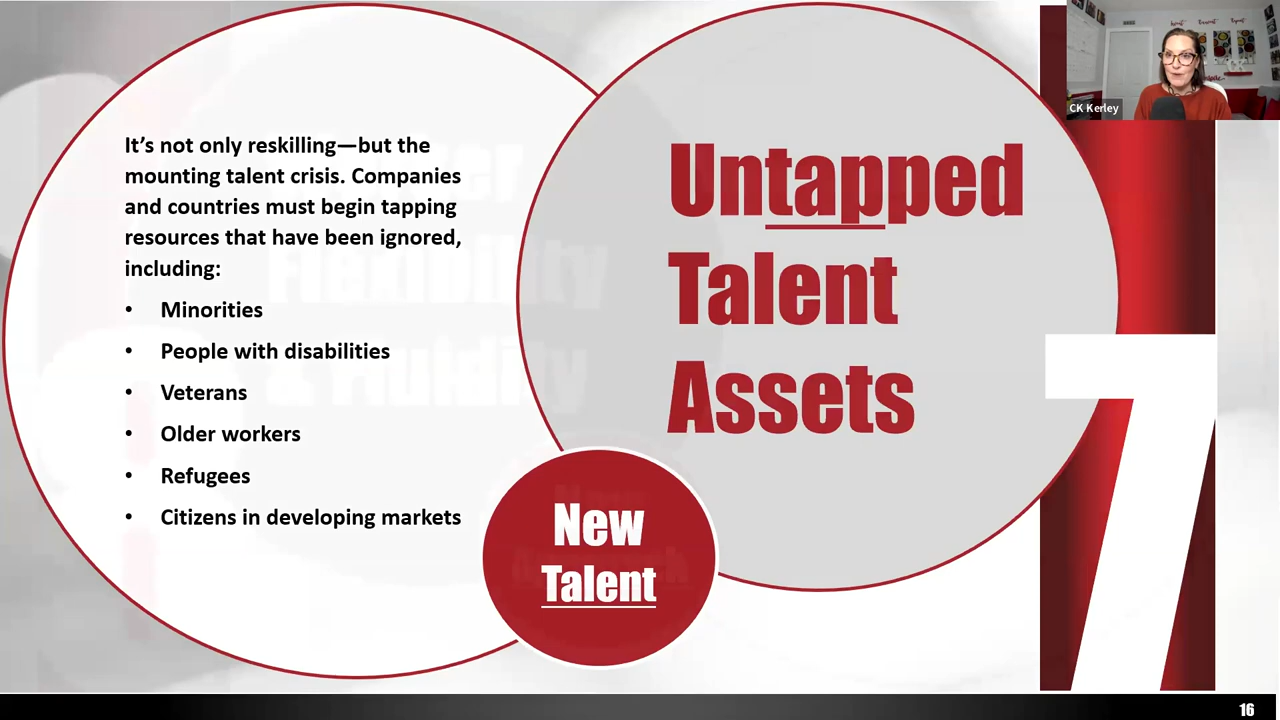 It's not only reskilling—but the
mounting talent crisis. Companies
and countries must begin tapping
resources that have been ignored,
including:
• Minorities
• People with disabilities
• Veterans
• Older workers
• Refugees
• Citizens in developing markets
Untapped
Talent
Assets
New
Talent
7
CK Kerley
16